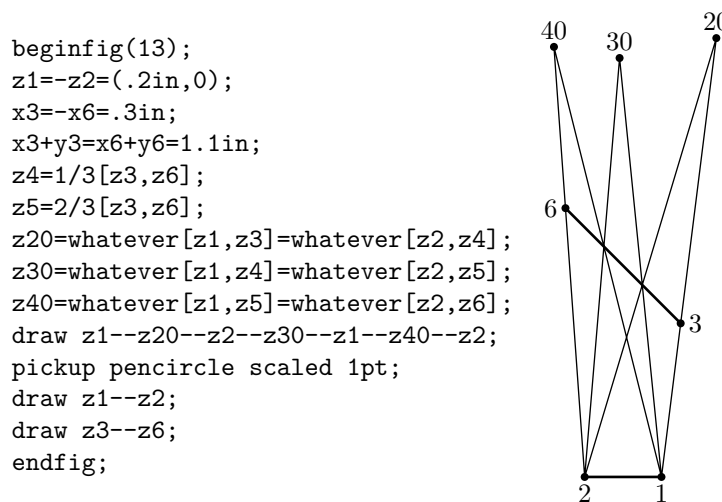 beginfig(13);
z1=-z2=(.2in,0);
x3=-x6=.3in;
x3+y3=x6+y6=1.1in;
z4=1/3[z3,z6];
z5=2/3[z3,z6];
z20=whatever[z1,z3]=whatever[z2,z4];
z30=whatever[z1,z4]=whatever[z2,z5];
z40=whatever[z1,z5]=whatever[z2,z6];
draw z1--z20--z2--z30--z1--z40--z2;
pickup pencircle scaled 1pt;
draw z1--z2;
draw z3--z6;
endfig;
20
40
30
6
3
2
1